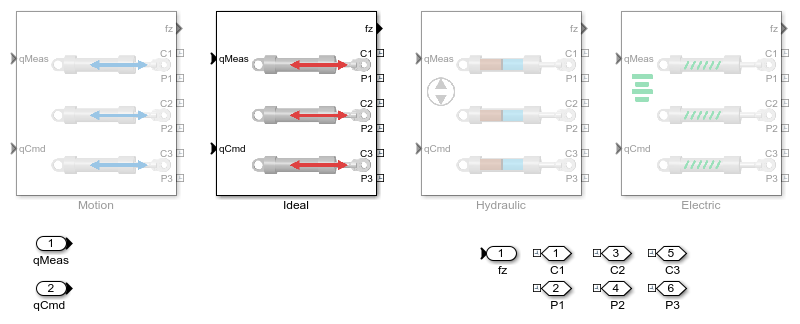 fz
qMeas
C1
P1
C2
P2
qCmd
C3
P3
Motion
fz
qMeas
C1
P1
C2
P2
qCmd
C3
P3
Ideal
fz
qMeas
C1
P1
C2
P2
qCmd
C3
P3
Hydraulic
fz
qMeas
C1
P1
C2
P2
qCmd
C3
P3
Electric
1
qMeas
2
qCmd
1
fz
1
C1
3
C2
5
C3
2
P1
4
P2
6
P3